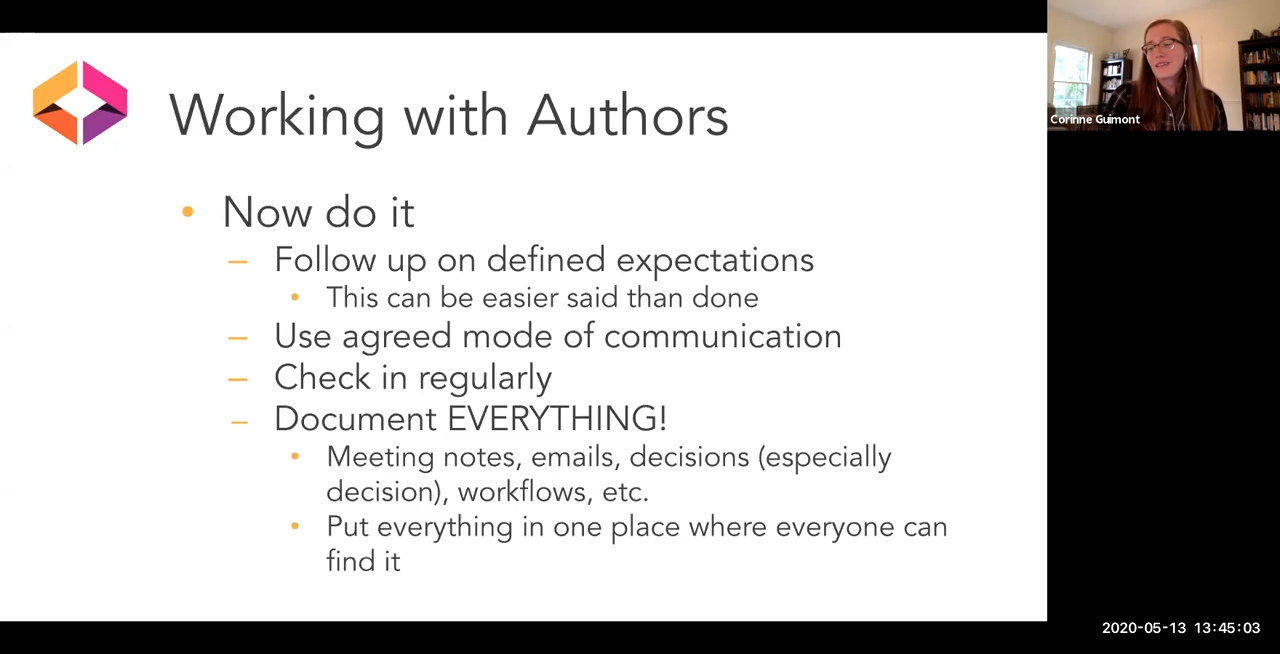 Working with Authors
• Now do it
– Follow up on defined expectations
• This can be easier said than done
– Use agreed mode of communication
– Check in regularly
– Document EVERYTHING!
• Meeting notes, emails, decisions (especially
decision), workflows, etc.
• Put everything in one place where everyone can
find it
Corinne Guimont
2020-05-13 13:45:03